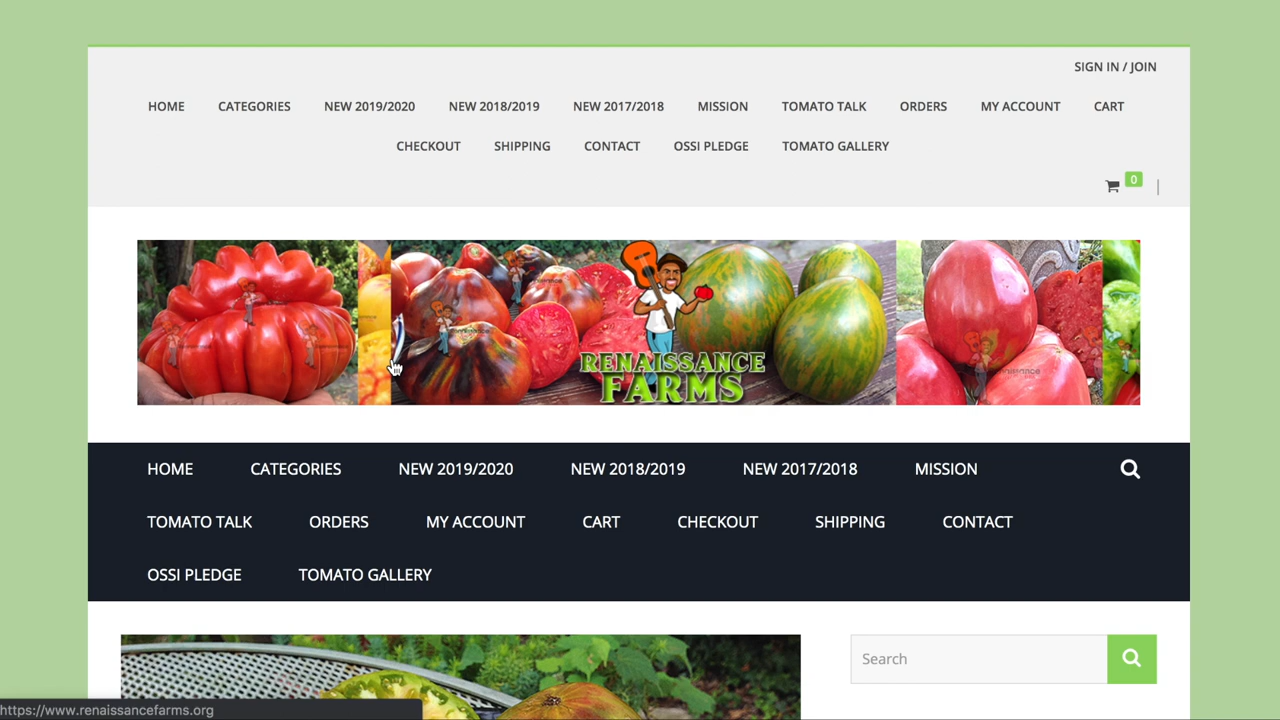 SIGN IN / JOIN
HOME CATEGORIES NEW 2019/2020 NEW 2018/2019 NEW 2017/2018 MISSION TOMATO TALK ORDERS MY ACCOUNT CART
CHECKOUT SHIPPING CONTACT OSSI PLEDGE TOMATO GALLERY
0
RENAISSANCE
FARMS
HOME CATEGORIES NEW 2019/2020 NEW 2018/2019 NEW 2017/2018 MISSION
TOMATO TALK ORDERS MY ACCOUNT CART CHECKOUT SHIPPING CONTACT
OSSI PLEDGE TOMATO GALLERY
Search
https://www.renaissancefarms.org